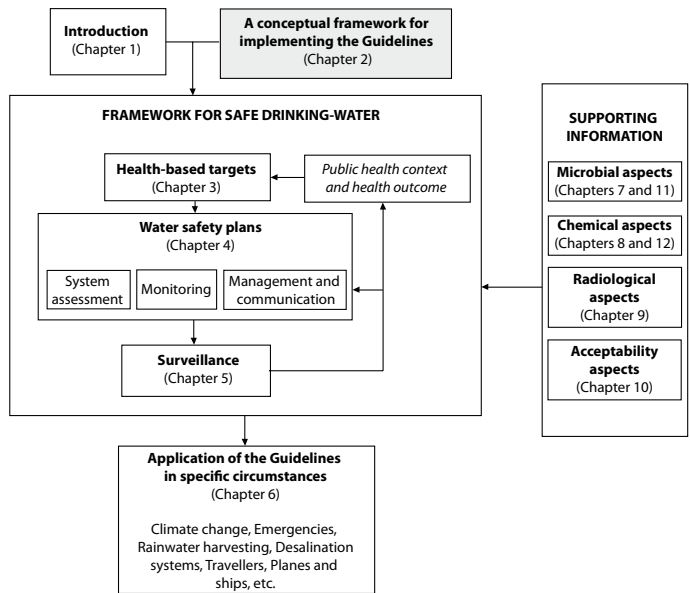 Introduction
(Chapter 1)
A conceptual framework for
implementing the Guidelines
(Chapter 2)
FRAMEWORK FOR SAFE DRINKING-WATER
Health-based targets
(Chapter 3)
Public health context
and health outcome
Water safety plans
(Chapter 4)
System
assessment
Monitoring
Management and
communication
Surveillance
(Chapter 5)
SUPPORTING
INFORMATION
Microbial aspects
(Chapters 7 and 11)
Chemical aspects
(Chapters 8 and 12)
Radiological
aspects
(Chapter 9)
Acceptability
aspects
(Chapter 10)
Application of the Guidelines
in specific circumstances
(Chapter 6)
Climate change, Emergencies,
Rainwater harvesting, Desalination
systems, Travellers, Planes and
ships, etc.